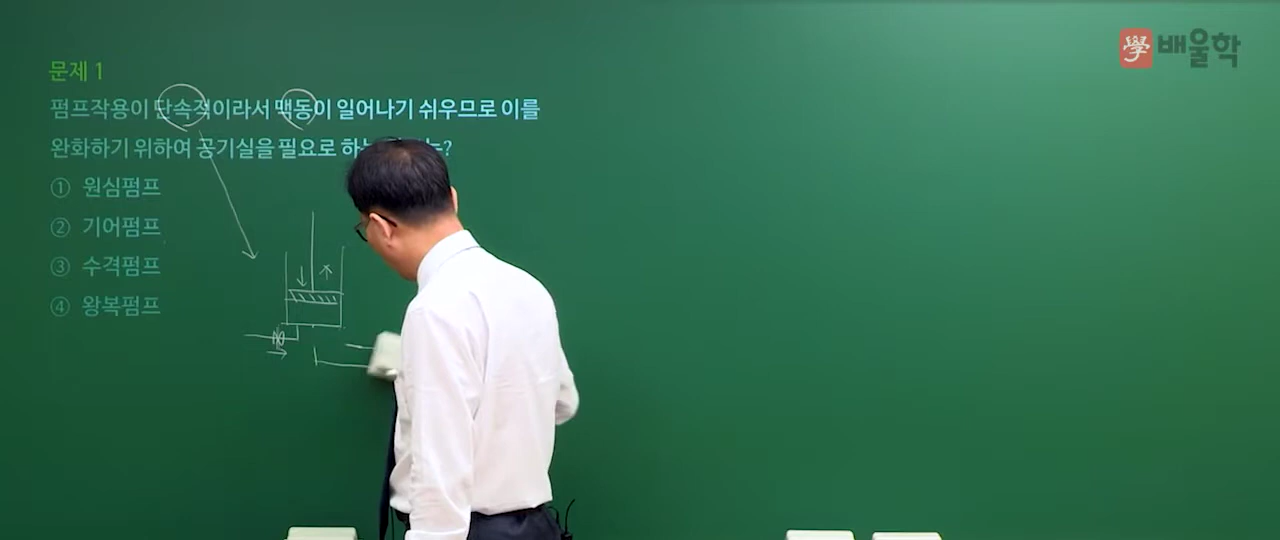 學 배울학
문제 1
펌프작용이 단속적이라서 맥동이 일어나기 쉬우므로 이를
완화하기 위하여 공기실을 필요로 하는
① 원심펌프
② 기어펌프
③ 수격펌프
④ 왕복펌프